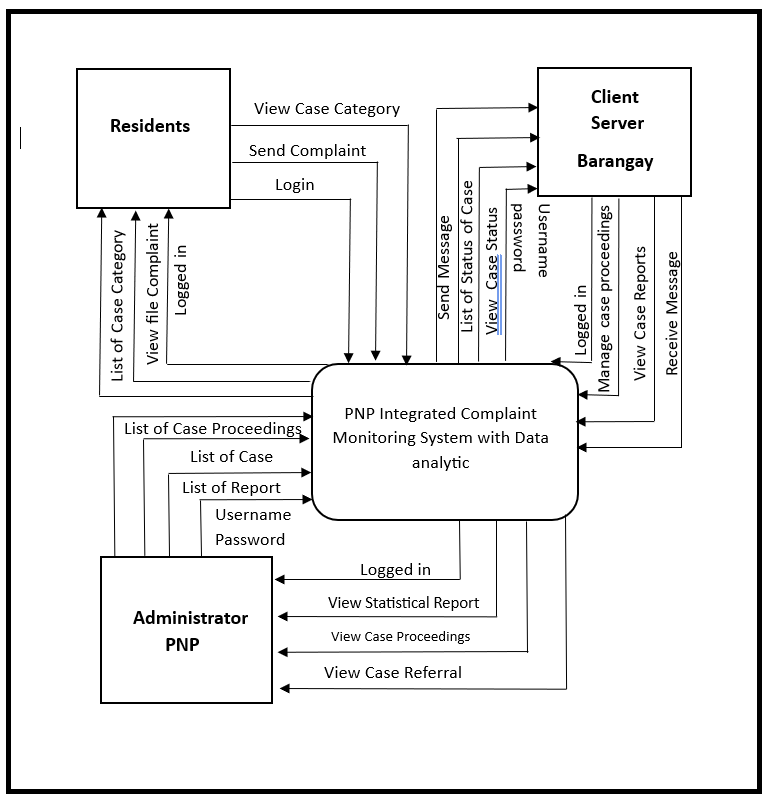 Residents
View Case Category
Send Complaint
Login
Client
Server
Barangay
List of Case Category
View file Complaint
Logged in
Send Message
List of Status of Case
View Case Status
password
Username
Logged in
Manage case proceedings
View Case Reports
Receive Message
PNP Integrated Complaint
Monitoring System with Data
analytic
List of Case Proceedings
List of Case
List of Report
Username
Password
Administrator
PNP
Logged in
View Statistical Report
View Case Proceedings
View Case Referral